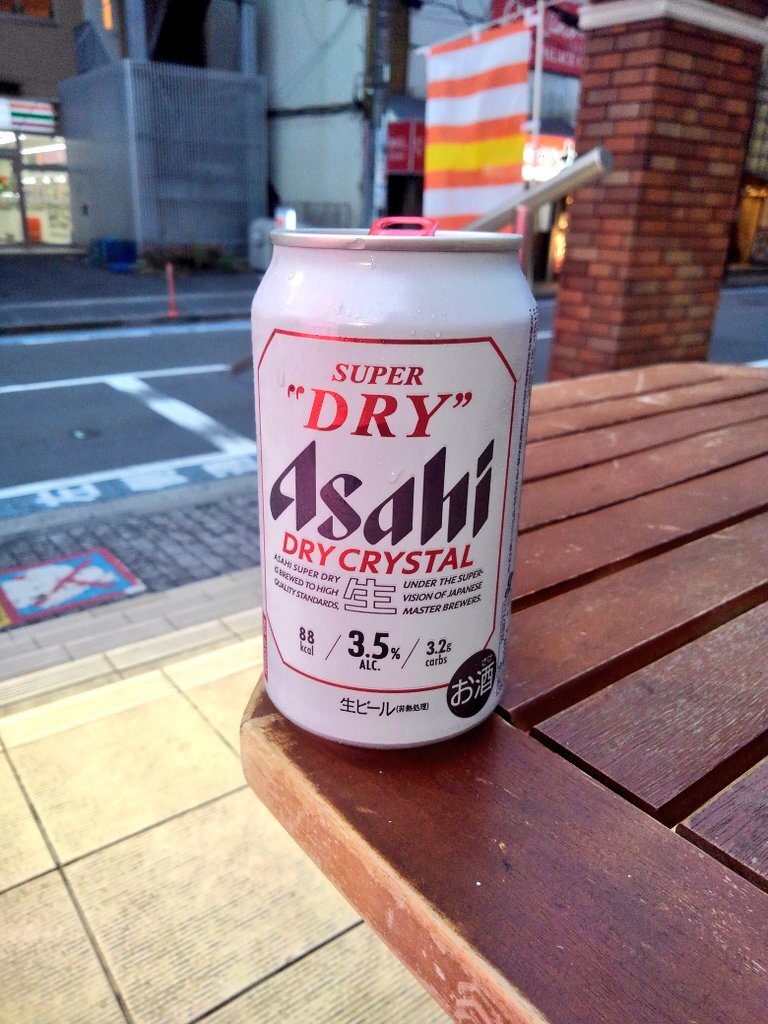 SUPER
"DRY"
Asahi
DRY CRYSTAL
ASAHI SUPER DRY
IS BREWED TO HIGH
QUALITY STANDARDS,
生
UNDER THE SUPER-
VISION OF JAPANESE
MASTER BREWERS.
88
kcal
3.5%
ALC.
3.2g
carbs
お酒
生ビール(非熱処理)